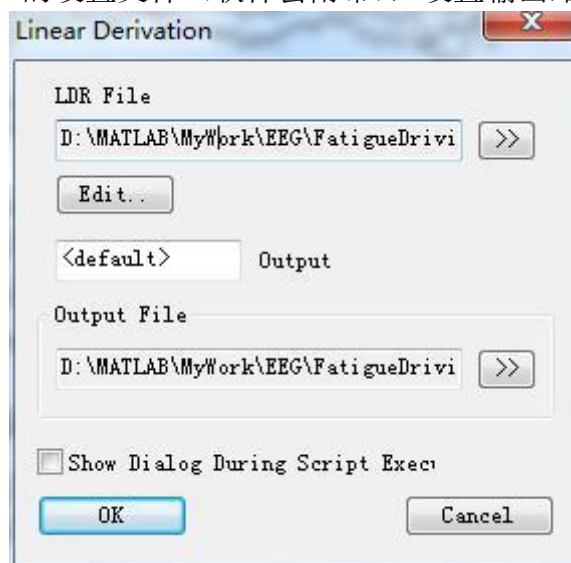 Linear Derivation
LDR File
D:\MATLAB\MyWork\EEG\FatigueDrivi >>
Edit..
<default> Output
Output File
D:\MATLAB\MyWork\EEG\FatigueDrivi >>
Show Dialog During Script Exec
OK Cancel